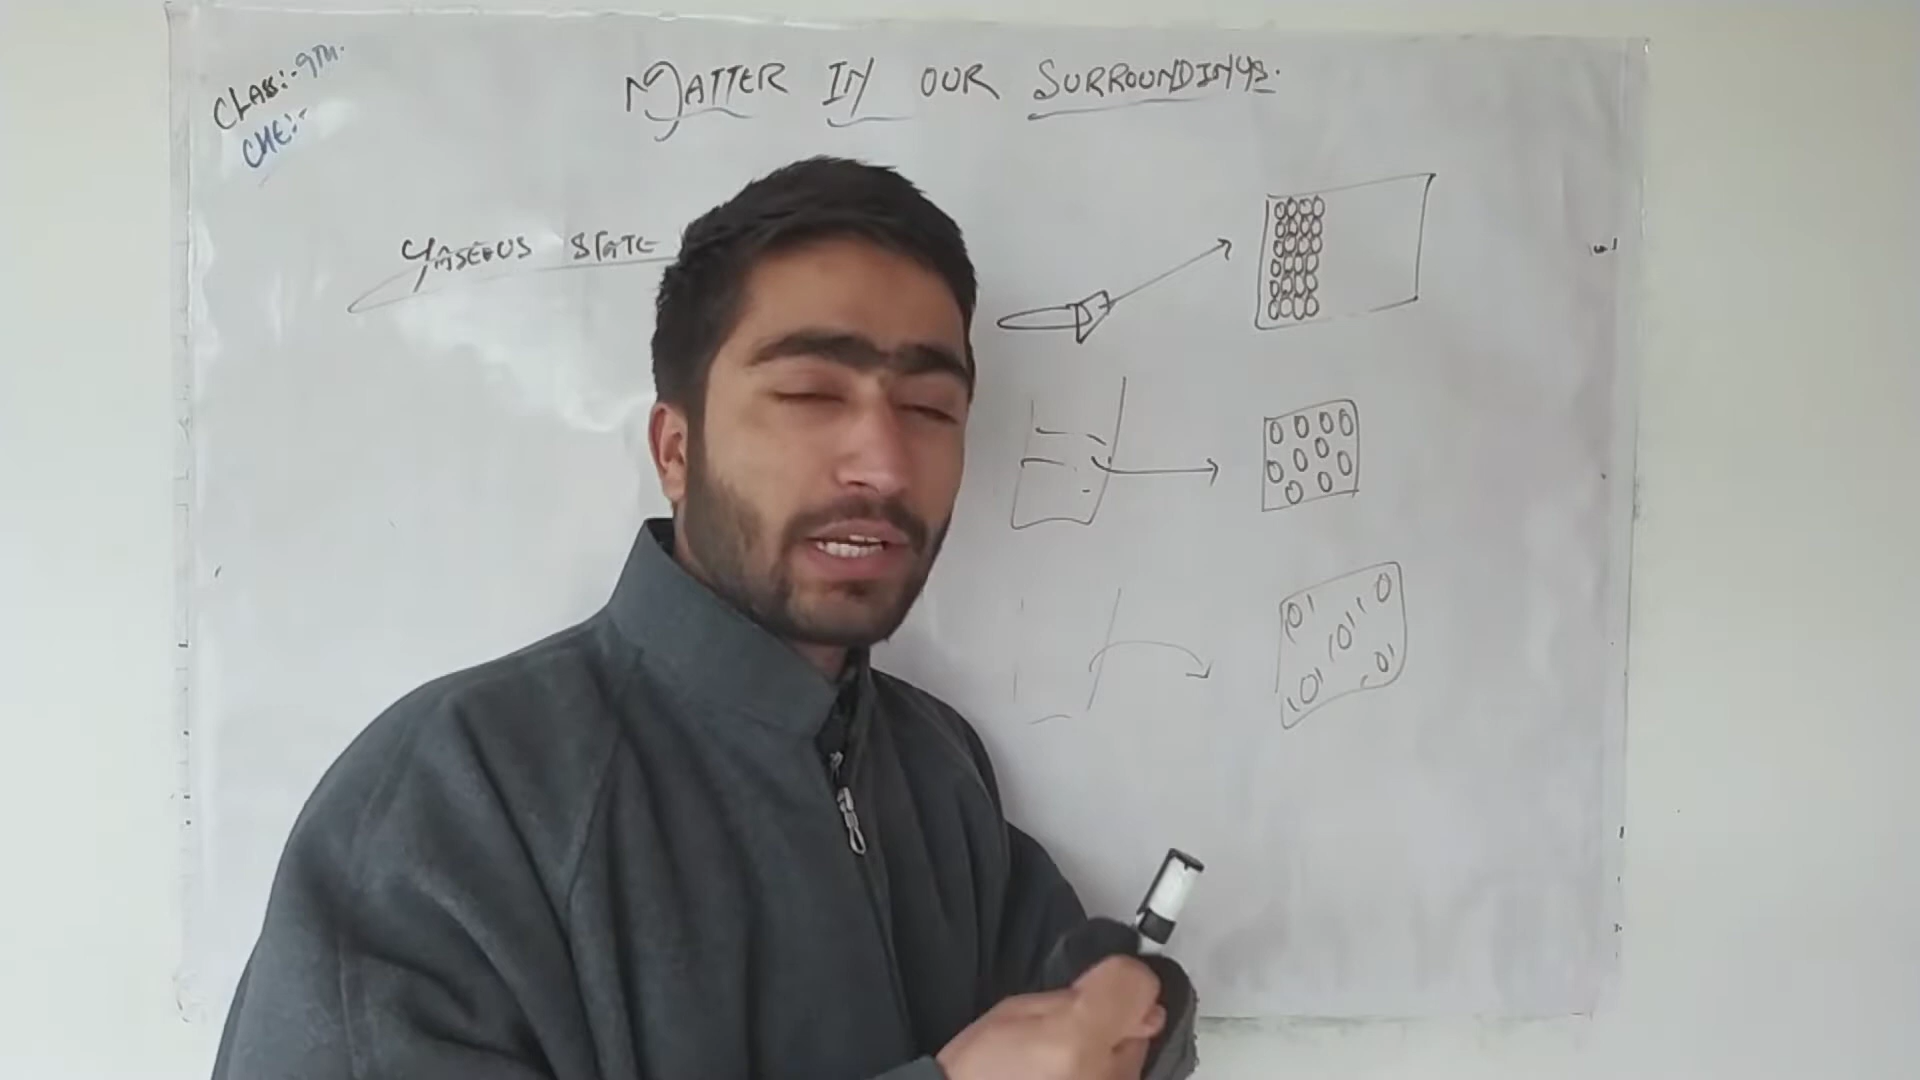 CLASS:- 9TH.
CHE:-
MATTER IN OUR SURROUNDINGS.
GASEOUS STATE